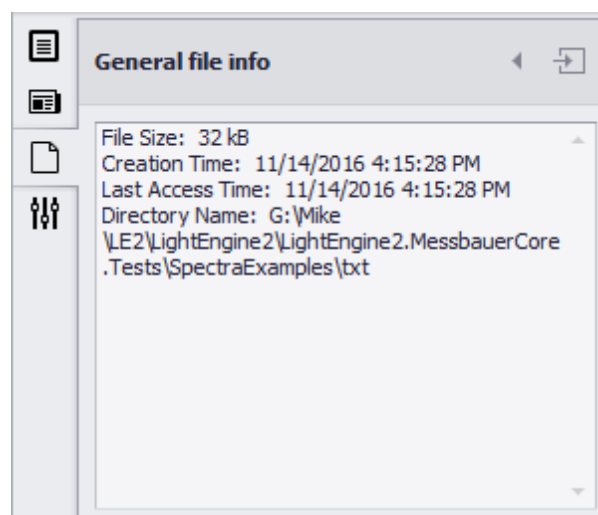 General file info
File Size:  32 kB
Creation Time:  11/14/2016 4:15:28 PM
Last Access Time:  11/14/2016 4:15:28 PM
Directory Name:  G:\Mike
\LE2\LightEngine2\LightEngine2.MessbauerCore
.Tests\SpectraExamples\txt